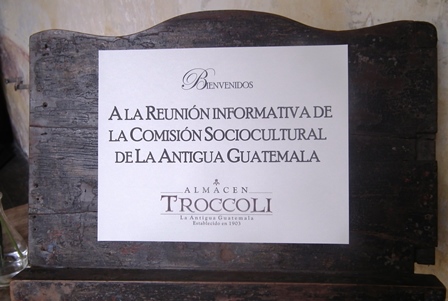 BIENVENIDOS
A LA REUNIÓN INFORMATIVA DE
LA COMISIÓN SOCIOCULTURAL
DE LA ANTIGUA GUATEMALA
ALMACEN
TROCCOLI
La Antigua Guatemala
Establecido en 1903